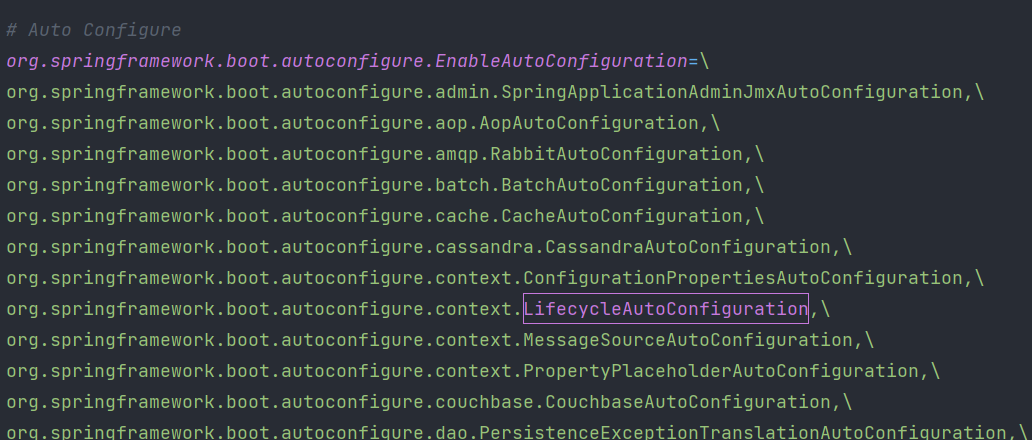 # Auto Configure
org.springframework.boot.autoconfigure.EnableAutoConfiguration=\
org.springframework.boot.autoconfigure.admin.SpringApplicationAdminJmxAutoConfiguration,\
org.springframework.boot.autoconfigure.aop.AopAutoConfiguration,\
org.springframework.boot.autoconfigure.amqp.RabbitAutoConfiguration,\
org.springframework.boot.autoconfigure.batch.BatchAutoConfiguration,\
org.springframework.boot.autoconfigure.cache.CacheAutoConfiguration,\
org.springframework.boot.autoconfigure.cassandra.CassandraAutoConfiguration,\
org.springframework.boot.autoconfigure.context.ConfigurationPropertiesAutoConfiguration,\
org.springframework.boot.autoconfigure.context.LifecycleAutoConfiguration,\
org.springframework.boot.autoconfigure.context.MessageSourceAutoConfiguration,\
org.springframework.boot.autoconfigure.context.PropertyPlaceholderAutoConfiguration,\
org.springframework.boot.autoconfigure.couchbase.CouchbaseAutoConfiguration,\
org.springframework.boot.autoconfigure.dao.PersistenceExceptionTranslationAutoConfiguration,\